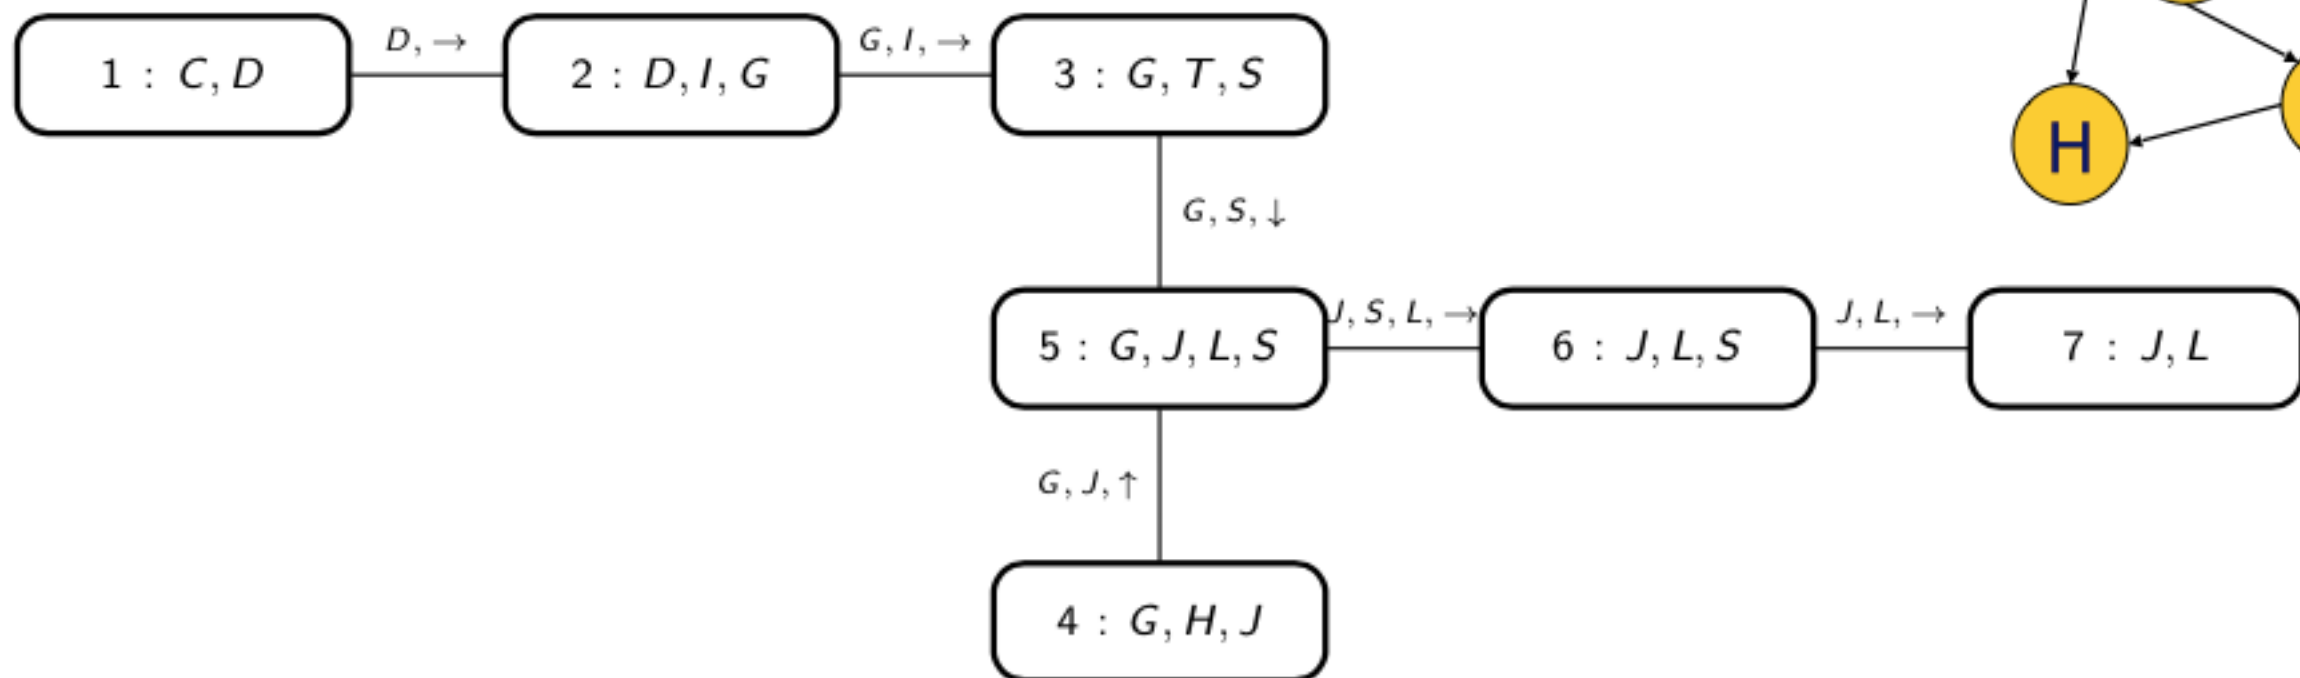 D, →
G, I, →
1 : C, D
2 : D, I, G
3 : G, T, S
H
G, S, ↓
J, S, L, →
J, L, →
5 : G, J, L, S
6 : J, L, S
7 : J, L
G, J, ↑
4 : G, H, J